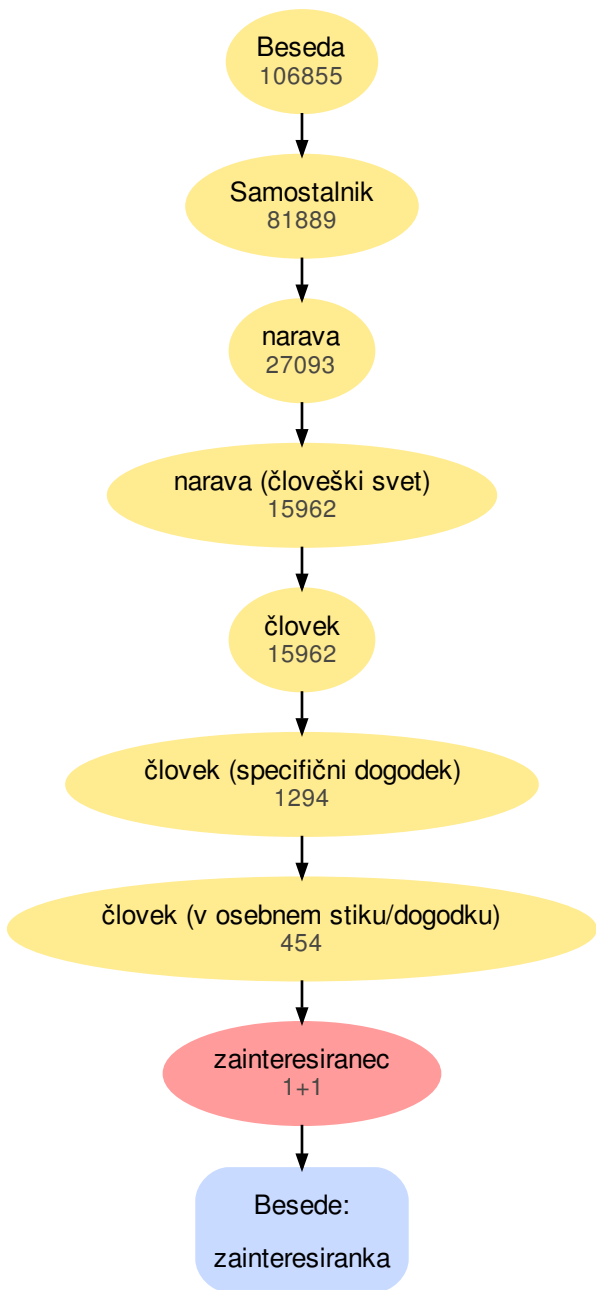 Beseda
106855
Samostalnik
81889
narava
27093
narava (človeški svet)
15962
človek
15962
človek (specifični dogodek)
1294
človek (v osebnem stiku/dogodku)
454
zainteresiranec
1+1
Besede:
zainteresiranka